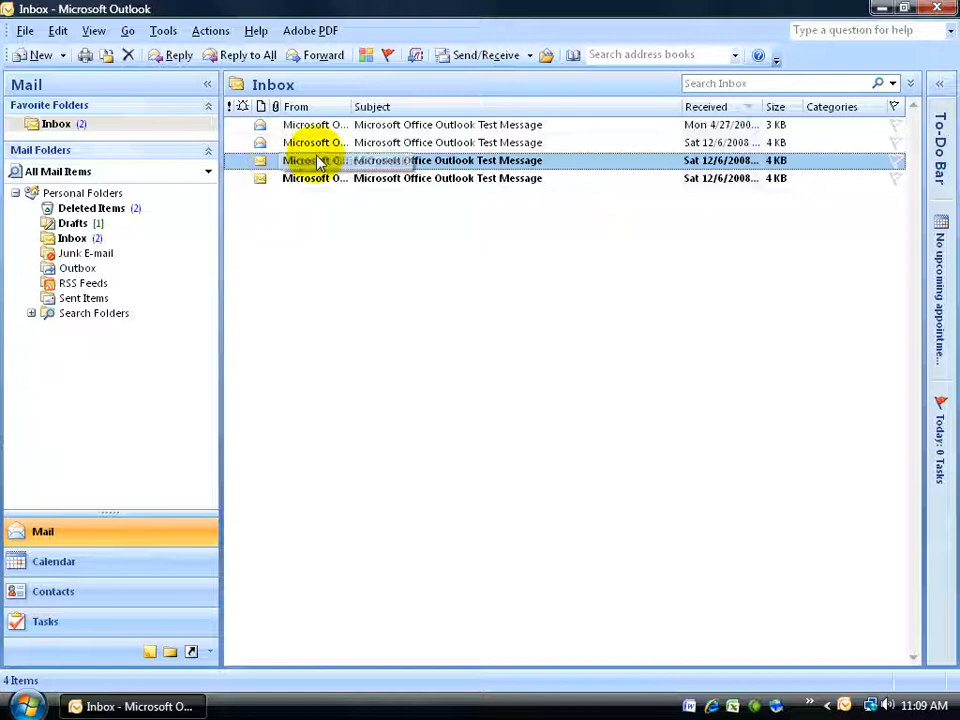 Inbox - Microsoft Outlook
File Edit View Go Tools Actions Help Adobe PDF Type a question for help
New Reply Reply to All Forward Send/Receive Search address books
Mail « Inbox Search Inbox
Favorite Folders
Inbox (2)
Mail Folders
All Mail Items
Personal Folders
Deleted Items (2)
Drafts [1]
Inbox (2)
Junk E-mail
Outbox
RSS Feeds
Sent Items
Search Folders
Mail
Calendar
Contacts
Tasks
From Subject Received Size Categories
Microsoft O... Microsoft Office Outlook Test Message Mon 4/27/200... 3 KB
Microsoft O... Microsoft Office Outlook Test Message Sat 12/6/2008 ... 4 KB
Microsoft Office Outlook Test Message Sat 12/6/2008... 4 KB
Microsoft O... Microsoft Office Outlook Test Message Sat 12/6/2008... 4 KB
«
To-Do Bar
No upcoming appointme...
Today: 0 Tasks
4 Items
Inbox - Microsoft O... 11:09 AM